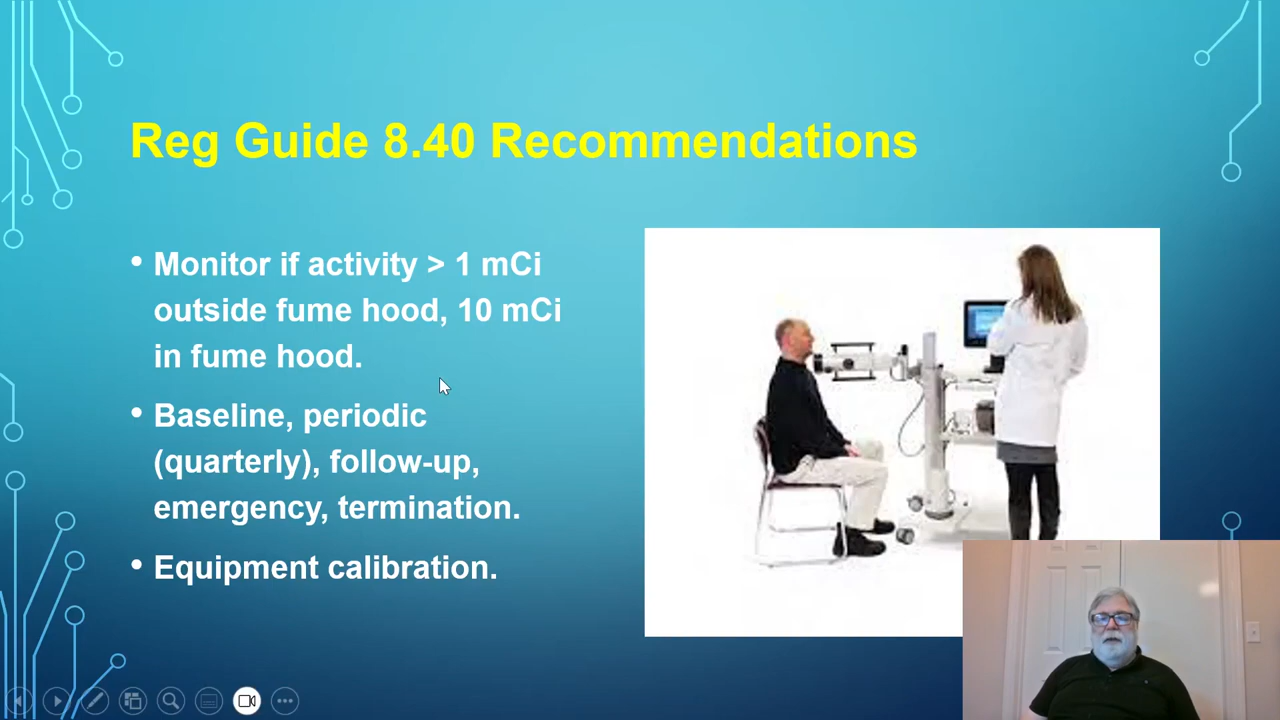 Reg Guide 8.40 Recommendations
• Monitor if activity > 1 mCi
outside fume hood, 10 mCi
in fume hood.
• Baseline, periodic
(quarterly), follow-up,
emergency, termination.
• Equipment calibration.